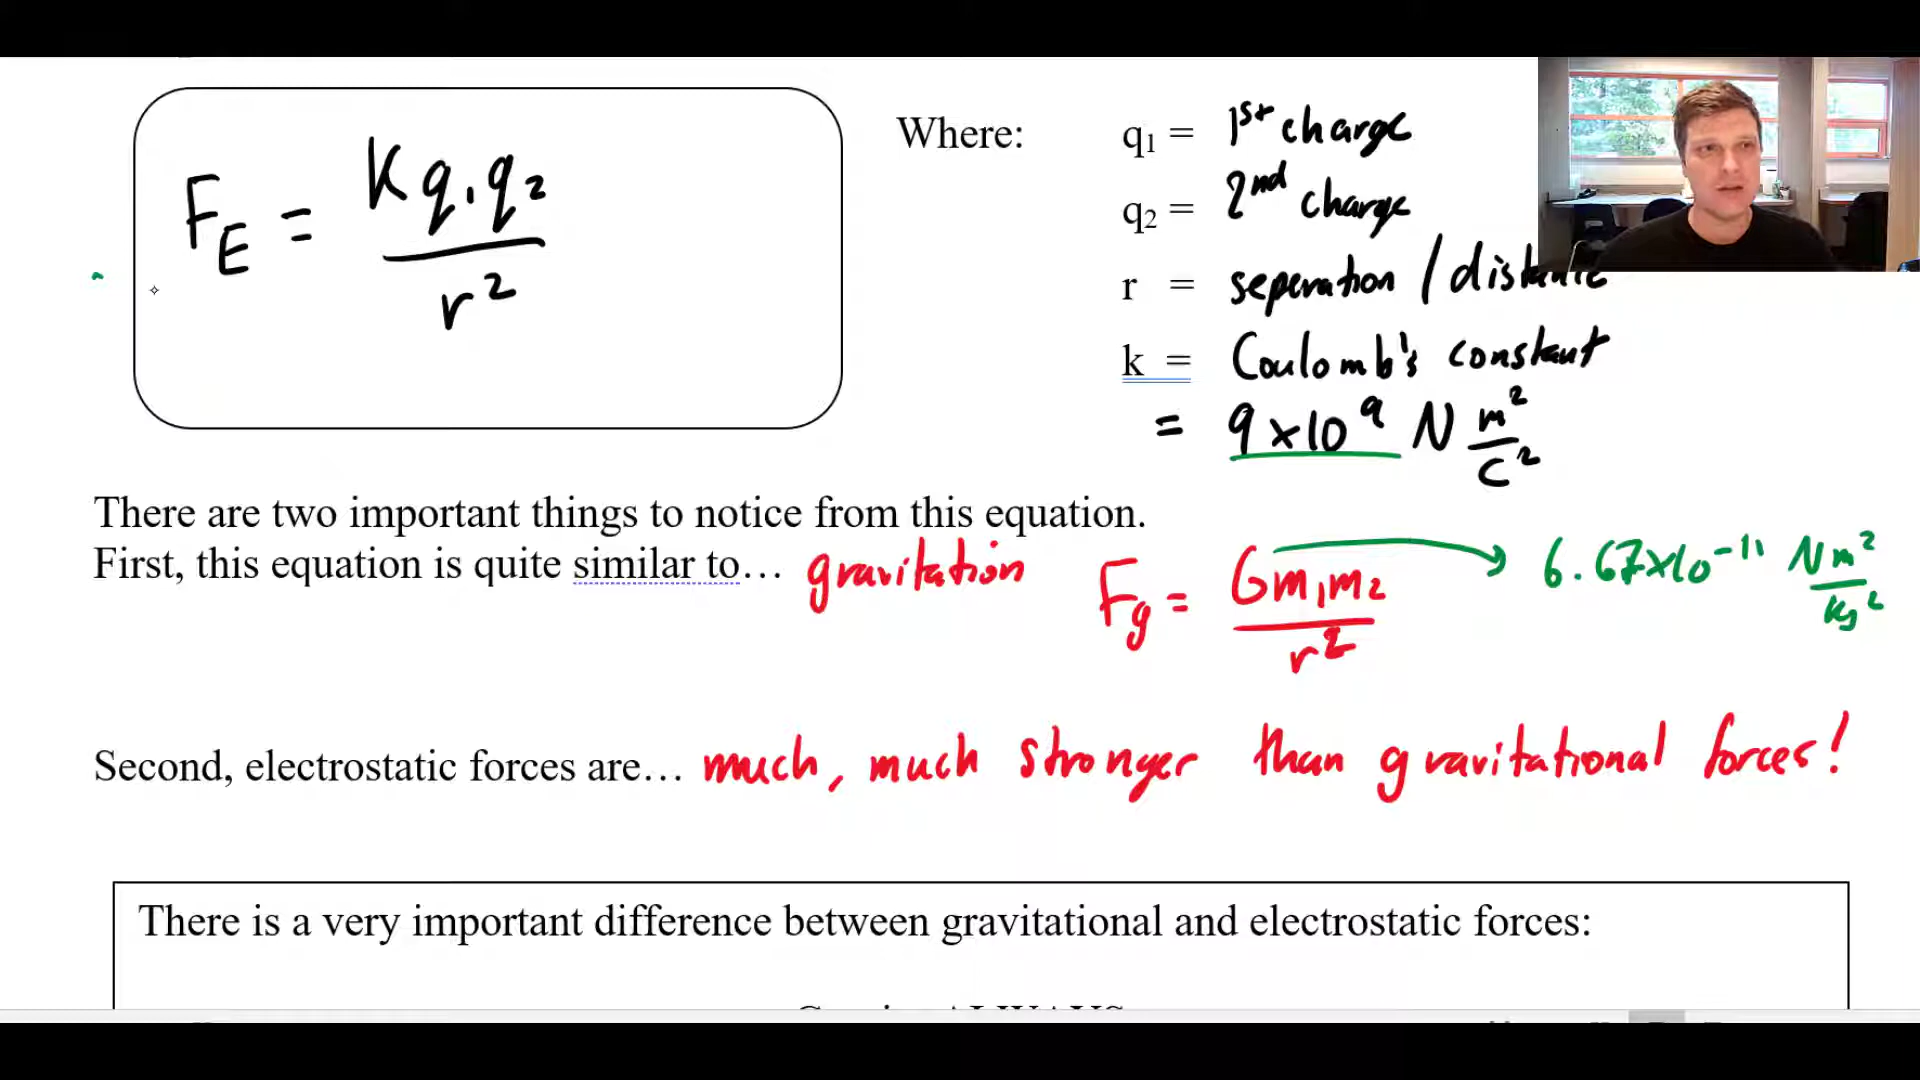 F_E = kq₁q₂ / r²
Where:
q₁ = 1st charge
q₂ = 2nd charge
r = seperation / distance
k = Coulomb's constant
= 9×10⁹ N m²/C²
There are two important things to notice from this equation.
First, this equation is quite similar to… gravitation F_g = Gm₁m₂ / r² → 6.67×10⁻¹¹ Nm²/kg²
Second, electrostatic forces are… much, much stronger than gravitational forces!
There is a very important difference between gravitational and electrostatic forces: